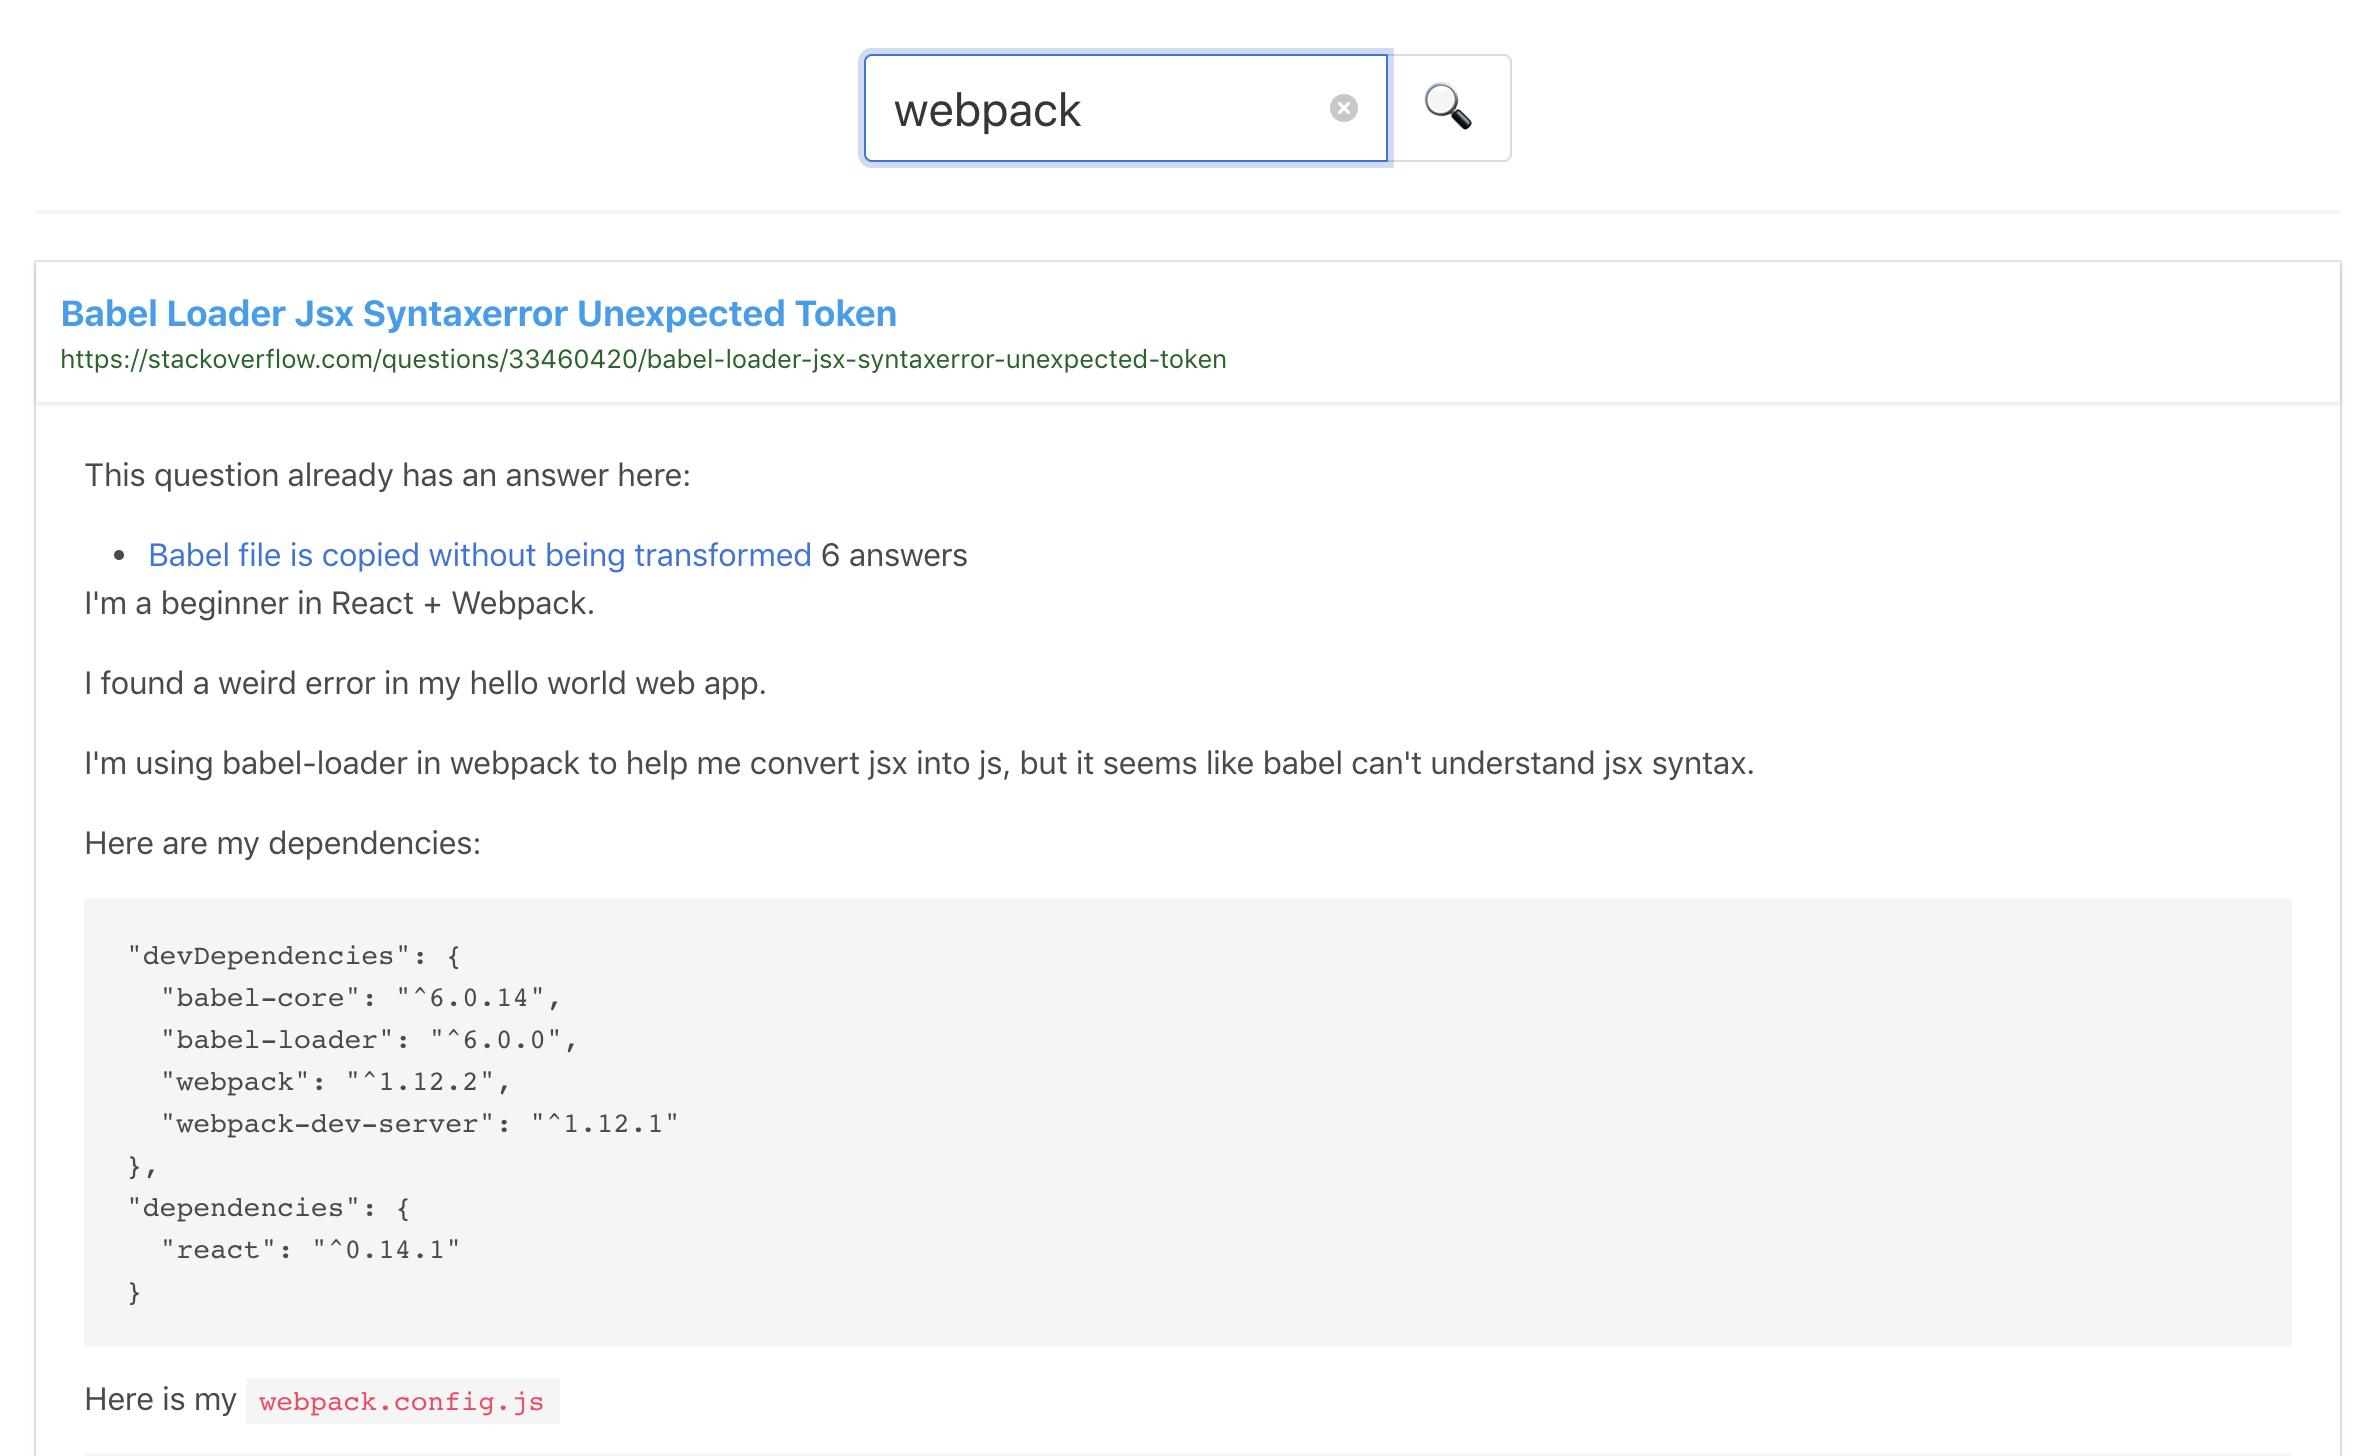 webpack
Babel Loader Jsx Syntaxerror Unexpected Token
https://stackoverflow.com/questions/33460420/babel-loader-jsx-syntaxerror-unexpected-token
This question already has an answer here:
• Babel file is copied without being transformed 6 answers
I'm a beginner in React + Webpack.
I found a weird error in my hello world web app.
I'm using babel-loader in webpack to help me convert jsx into js, but it seems like babel can't understand jsx syntax.
Here are my dependencies:
"devDependencies": {
  "babel-core": "^6.0.14",
  "babel-loader": "^6.0.0",
  "webpack": "^1.12.2",
  "webpack-dev-server": "^1.12.1"
},
"dependencies": {
  "react": "^0.14.1"
}
Here is my webpack.config.js